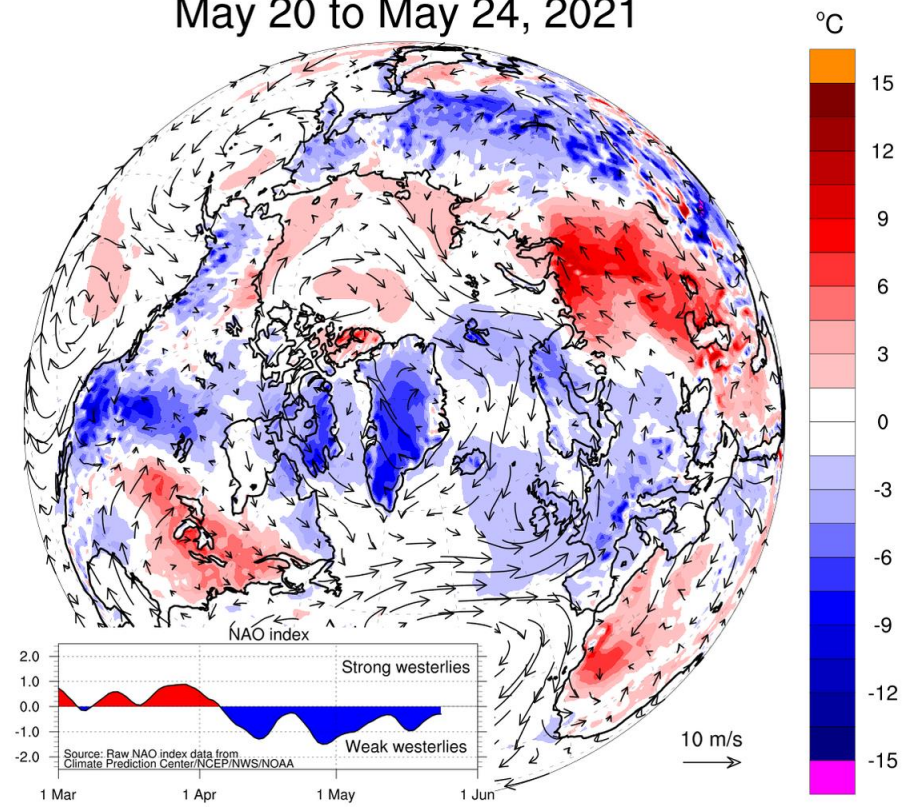 May 20 to May 24, 2021
oC
15
12
9
6
3
0
-3
-6
-9
-12
-15
10 m/s
NAO index
2.0
1.0
0.0
-1.0
-2.0
Strong westerlies
Weak westerlies
Source: Raw NAO index data from
Climate Prediction Center/NCEP/NWS/NOAA
1 Mar 1 Apr 1 May 1 Jun